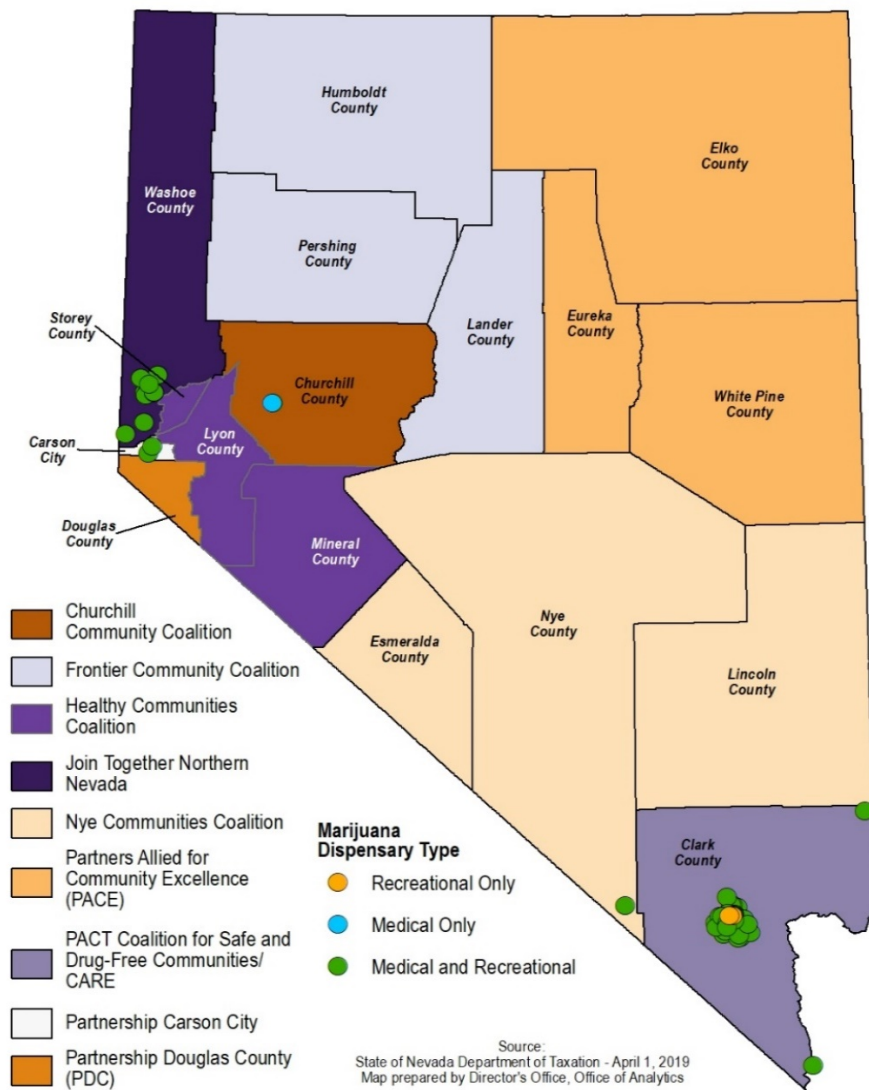 Humboldt
County
Elko
County
Washoe
County
Pershing
County
Storey
County
Lander
County
Eureka
County
Churchill
County
White Pine
County
Lyon
County
Carson
City
Douglas
County
Mineral
County
Nye
County
Esmeralda
County
Lincoln
County
Clark
County
Churchill
Community Coalition
Frontier Community Coalition
Healthy Communities
Coalition
Join Together Northern
Nevada
Nye Communities Coalition
Partners Allied for
Community Excellence
(PACE)
PACT Coalition for Safe and
Drug-Free Communities/
CARE
Partnership Carson City
Partnership Douglas County
(PDC)
Marijuana
Dispensary Type
Recreational Only
Medical Only
Medical and Recreational
Source:
State of Nevada Department of Taxation - April 1, 2019
Map prepared by Director's Office, Office of Analytics